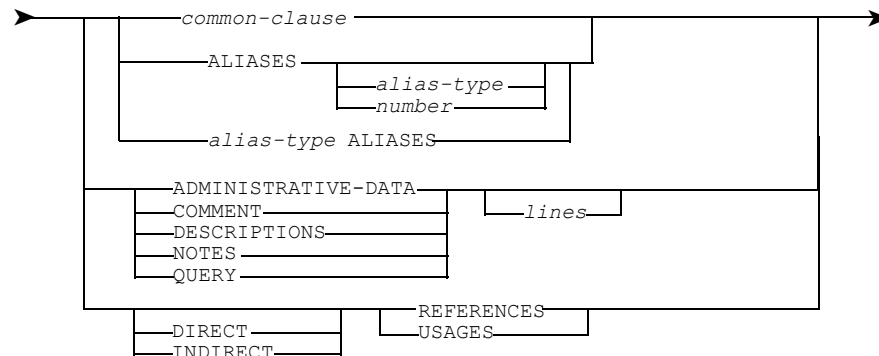 common-clause
ALIASES
alias-type
number
alias-type ALIASES
ADMINISTRATIVE-DATA
lines
COMMENT
DESCRIPTIONS
NOTES
QUERY
REFERENCES
DIRECT
USAGES
INDIRECT